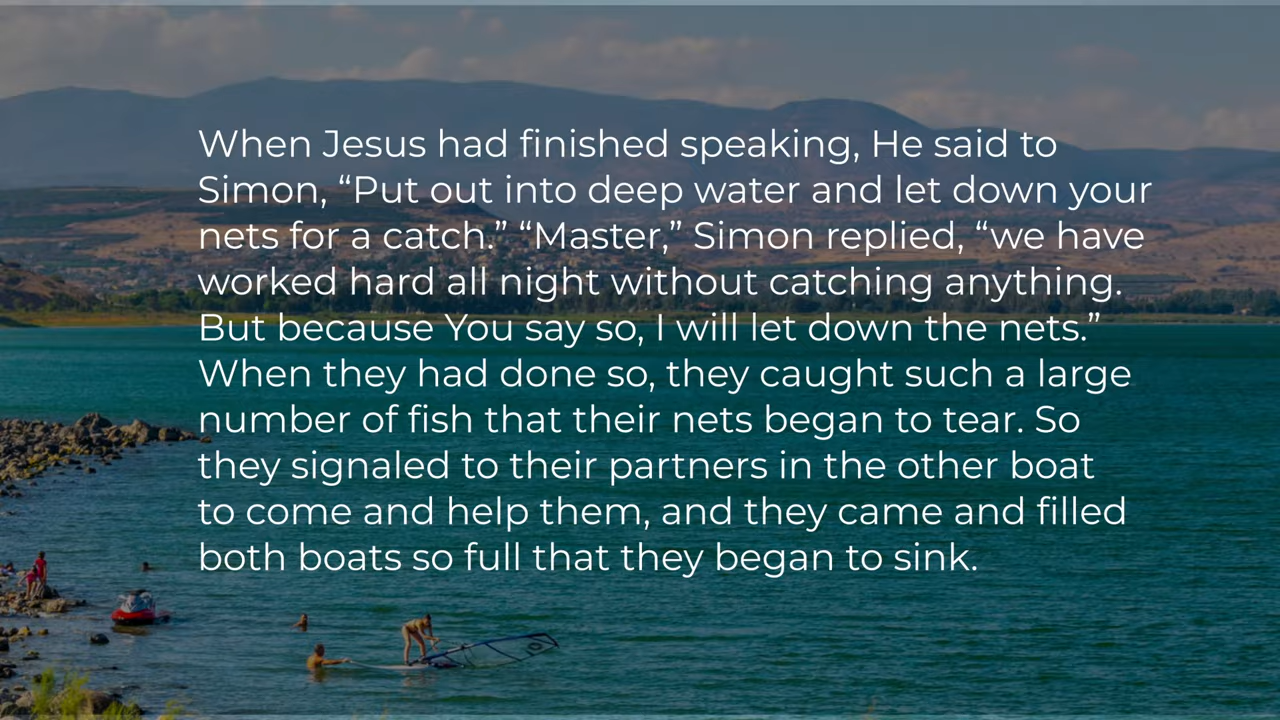 When Jesus had finished speaking, He said to
Simon, “Put out into deep water and let down your
nets for a catch.” “Master,” Simon replied, “we have
worked hard all night without catching anything.
But because You say so, I will let down the nets.”
When they had done so, they caught such a large
number of fish that their nets began to tear. So
they signaled to their partners in the other boat
to come and help them, and they came and filled
both boats so full that they began to sink.